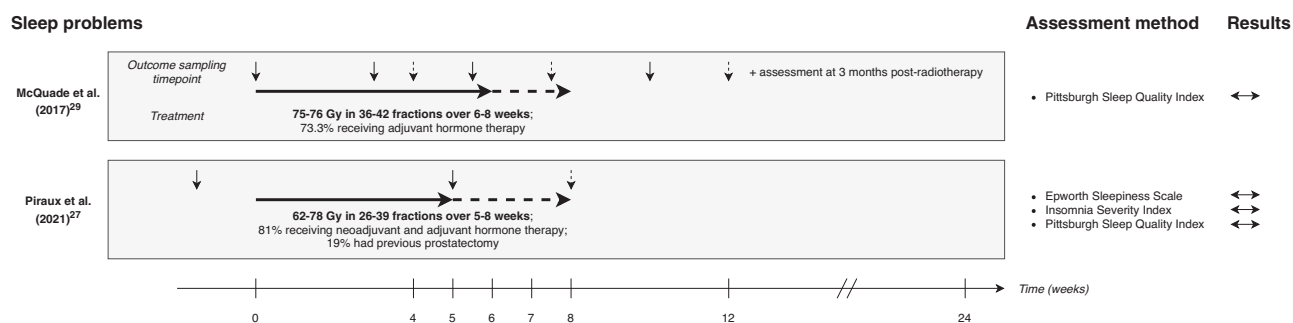 Sleep problems
Assessment method
Results
Outcome sampling
timepoint
+ assessment at 3 months post-radiotherapy
McQuade et al.
(2017)29
Treatment
75-76 Gy in 36-42 fractions over 6-8 weeks;
73.3% receiving adjuvant hormone therapy
• Pittsburgh Sleep Quality Index
Piraux et al.
(2021)27
62-78 Gy in 26-39 fractions over 5-8 weeks;
81% receiving neoadjuvant and adjuvant hormone therapy;
19% had previous prostatectomy
• Epworth Sleepiness Scale
• Insomnia Severity Index
• Pittsburgh Sleep Quality Index
Time (weeks)
0 4 5 6 7 8 12 24